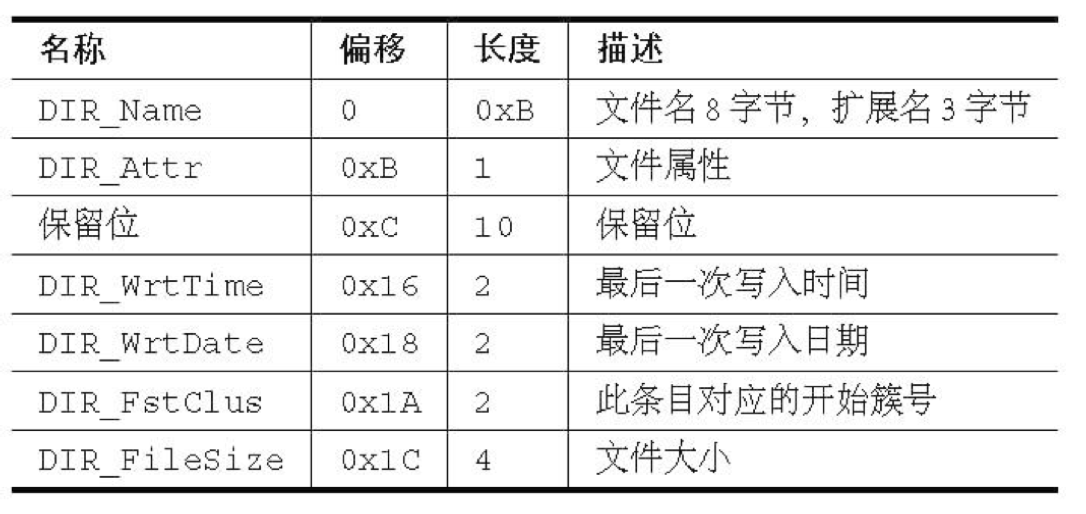 名称 偏移 长度 描述
DIR_Name 0 0xB 文件名8字节，扩展名3字节
DIR_Attr 0xB 1 文件属性
保留位 0xC 10 保留位
DIR_WrtTime 0x16 2 最后一次写入时间
DIR_WrtDate 0x18 2 最后一次写入日期
DIR_FstClus 0x1A 2 此条目对应的开始簇号
DIR_FileSize 0x1C 4 文件大小